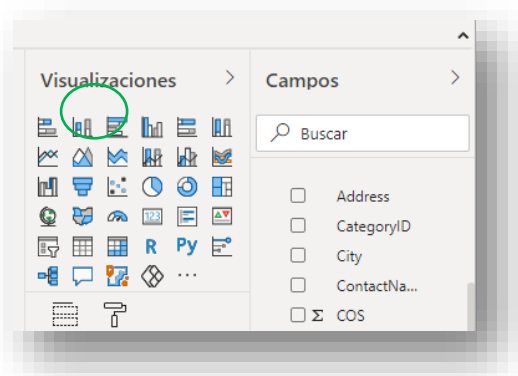 Visualizaciones
Campos
Buscar
Address
CategoryID
City
ContactNa...
Σ COS
123
R
Py